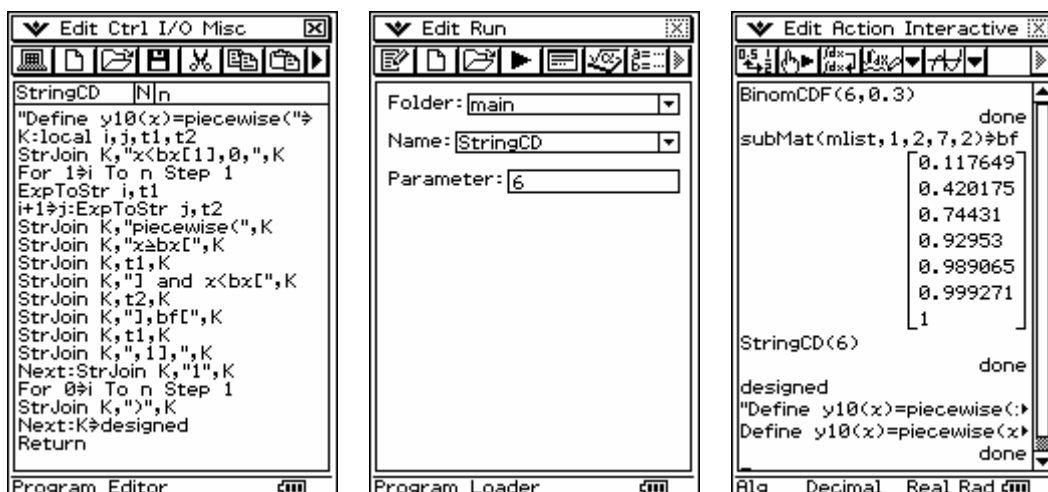 Edit Ctrl I/O Misc
StringCD N n
"Define y10(x)=piecewise("⇒
K:local i,j,t1,t2
StrJoin K,"x<bx[1],0,",K
For 1⇒i To n Step 1
ExpToStr i,t1
i+1⇒j:ExpToStr j,t2
StrJoin K,"piecewise(",K
StrJoin K,"x≥bx[",K
StrJoin K,t1,K
StrJoin K,"] and x<bx[",K
StrJoin K,t2,K
StrJoin K,"],bf[",K
StrJoin K,t1,K
StrJoin K,",1],",K
Next:StrJoin K,"1",K
For 0⇒i To n Step 1
StrJoin K,")",K
Next:K⇒designed
Return
Program Editor
Edit Run
Folder: main
Name: StringCD
Parameter: 6
Program Loader
Edit Action Interactive
BinomCDF(6,0.3)
done
subMat(mlist,1,2,7,2)⇒bf
0.117649
0.420175
0.74431
0.92953
0.989065
0.999271
1
StringCD(6)
done
designed
"Define y10(x)=piecewise(:
Define y10(x)=piecewise(x
done
Alg Decimal Real Rad